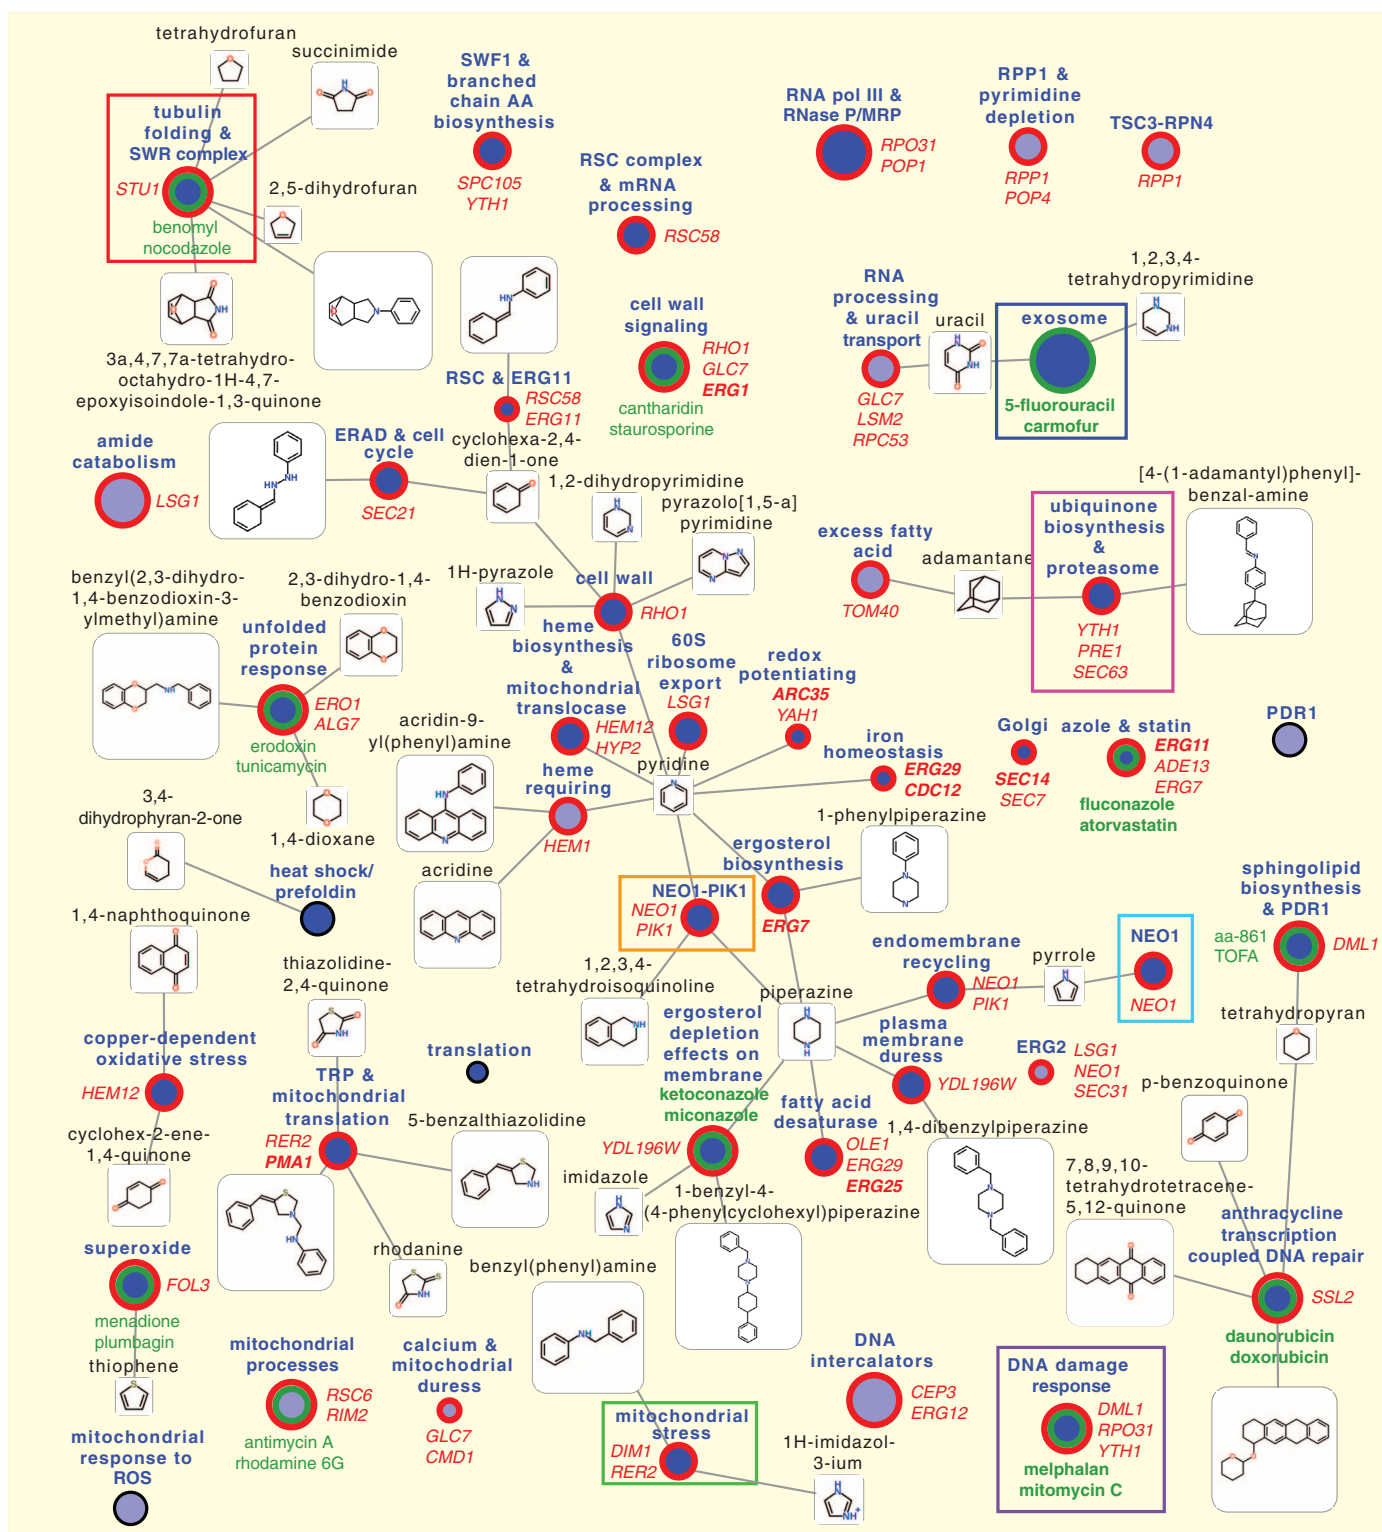 tetrahydrofuran
succinimide
tubulin
folding &
SWR complex
STU1
benomyl
nocodazole
2,5-dihydrofuran
3a,4,7,7a-tetrahydro-
octahydro-1H-4,7-
epoxyisoindole-1,3-quinone
SWF1 &
branched
chain AA
biosynthesis
SPC105
YTH1
RSC complex
& mRNA
processing
RSC58
RNA pol III &
RNase P/MRP
RPO31
POP1
RPP1 &
pyrimidine
depletion
RPP1
POP4
TSC3-RPN4
RPP1
cell wall
signaling
RHO1
GLC7
ERG1
cantharidin
staurosporine
RNA
processing
& uracil
transport
GLC7
LSM2
RPC53
uracil
exosome
5-fluorouracil
carmofur
1,2,3,4-
tetrahydropyrimidine
RSC & ERG11
RSC58
ERG11
amide
catabolism
LSG1
ERAD & cell
cycle
SEC21
cyclohexa-2,4-
dien-1-one
1,2-dihydropyrimidine
pyrazolo[1,5-a]
pyrimidine
1H-pyrazole
cell wall
RHO1
excess fatty
acid
TOM40
adamantane
ubiquinone
biosynthesis
&
proteasome
YTH1
PRE1
SEC63
[4-(1-adamantyl)phenyl]-
benzal-amine
benzyl(2,3-dihydro-
1,4-benzodioxin-3-
ylmethyl)amine
2,3-dihydro-1,4-
benzodioxin
unfolded
protein
response
ERO1
ALG7
erodoxin
tunicamycin
1,4-dioxane
heme
biosynthesis
&
mitochondrial
translocase
HEM12
HYP2
60S
ribosome
export
LSG1
redox
potentiating
ARC35
YAH1
iron
homeostasis
ERG29
CDC12
Golgi
SEC14
SEC7
azole & statin
ERG11
ADE13
ERG7
fluconazole
atorvastatin
PDR1
acridin-9-
yl(phenyl)amine
heme
requiring
HEM1
pyridine
acridine
3,4-
dihydrophyran-2-one
heat shock/
prefoldin
1,4-naphthoquinone
NEO1-PIK1
NEO1
PIK1
ergosterol
biosynthesis
ERG7
1-phenylpiperazine
sphingolipid
biosynthesis
& PDR1
aa-861
TOFA
DML1
endomembrane
recycling
NEO1
PIK1
pyrrole
NEO1
NEO1
thiazolidine-
2,4-quinone
1,2,3,4-
tetrahydroisoquinoline
piperazine
tetrahydropyran
copper-dependent
oxidative stress
HEM12
translation
ergosterol
depletion
effects on
membrane
ketoconazole
miconazole
YDL196W
plasma
membrane
duress
YDL196W
ERG2
LSG1
NEO1
SEC31
p-benzoquinone
TRP &
mitochondrial
translation
RER2
PMA1
5-benzalthiazolidine
fatty acid
desaturase
OLE1
ERG29
ERG25
1,4-dibenzylpiperazine
cyclohex-2-ene-
1,4-quinone
imidazole
1-benzyl-4-
(4-phenylcyclohexyl)piperazine
7,8,9,10-
tetrahydrotetracene-
5,12-quinone
anthracycline
transcription
coupled DNA repair
SSL2
daunorubicin
doxorubicin
superoxide
FOL3
menadione
plumbagin
thiophene
rhodanine
benzyl(phenyl)amine
mitochondrial
processes
RSC6
RIM2
antimycin A
rhodamine 6G
calcium &
mitochodrial
duress
GLC7
CMD1
DNA
intercalators
CEP3
ERG12
DNA damage
response
DML1
RPO31
YTH1
melphalan
mitomycin C
mitochondrial
stress
DIM1
RER2
1H-imidazol-
3-ium
mitochondrial
response to
ROS